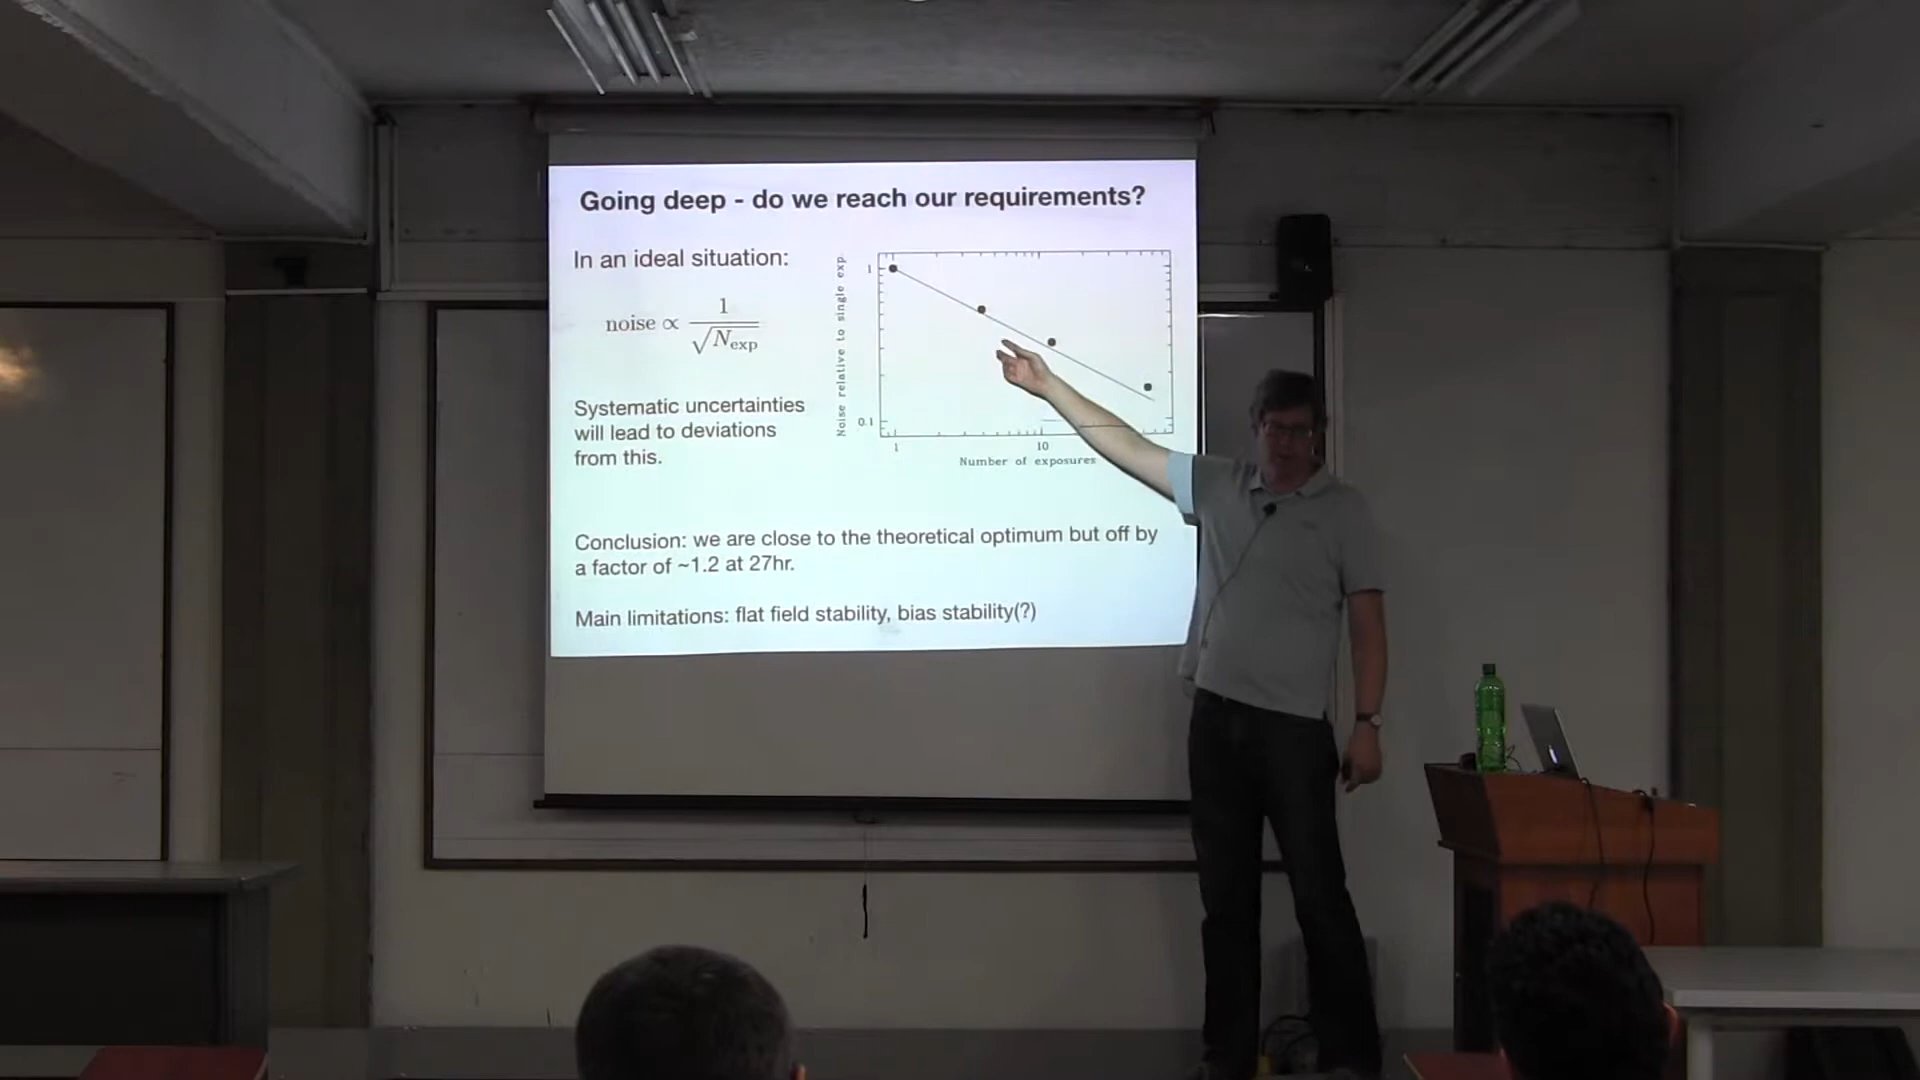 Going deep - do we reach our requirements?
In an ideal situation:
noise ∝ 1/√N_exp
Systematic uncertainties
will lead to deviations
from this.
Noise relative to single exp.
1
0.1
1
10
Number of exposures
Conclusion: we are close to the theoretical optimum but off by
a factor of ~1.2 at 27hr.
Main limitations: flat field stability, bias stability(?)